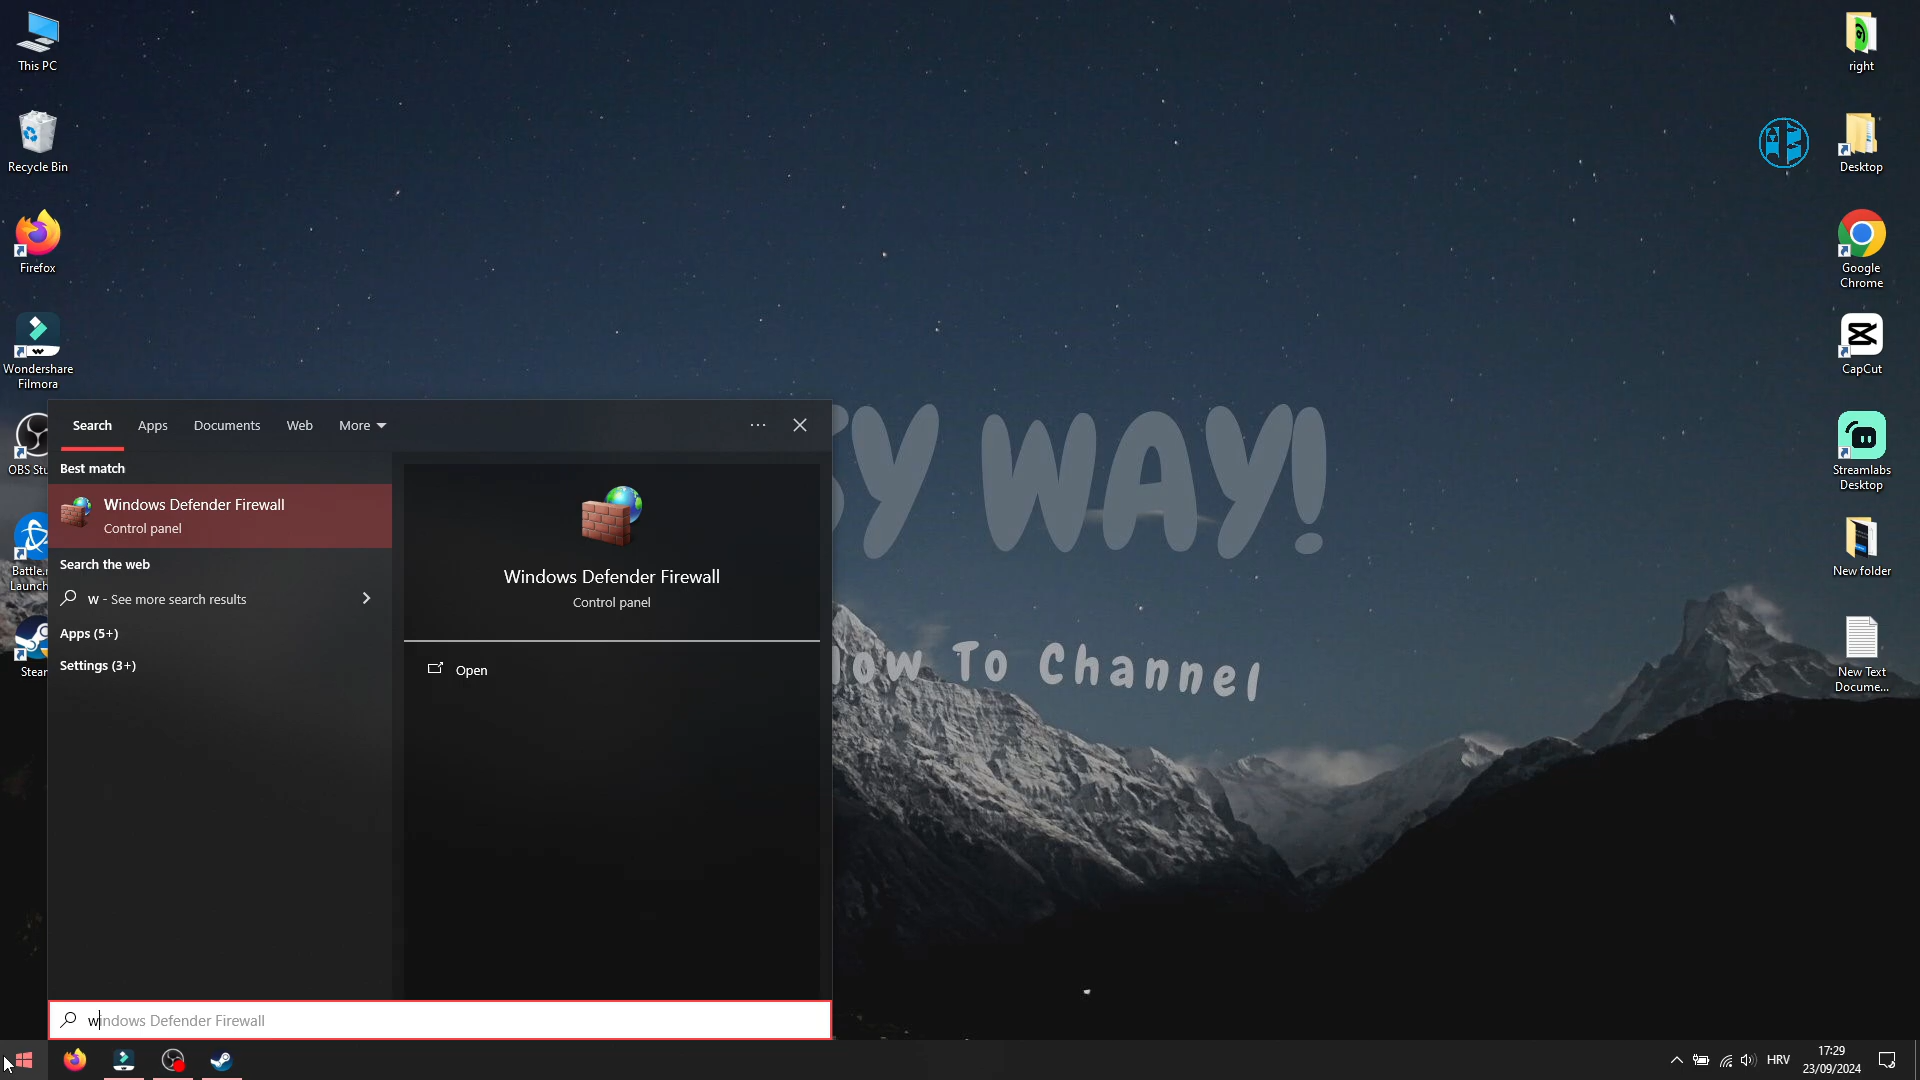 This PC
Recycle Bin
Firefox
Wondershare
Filmora
OBS Stu
Battle.n
Launch
Stear
right
Desktop
Google
Chrome
CapCut
Streamlabs
Desktop
New folder
New Text
Docume...
Y WAY!
How To Channel
Search
Apps
Documents
Web
More
Best match
Windows Defender Firewall
Control panel
Search the web
w - See more search results
Apps (5+)
Settings (3+)
Windows Defender Firewall
Control panel
Open
windows Defender Firewall
HRV
17:29
23/09/2024